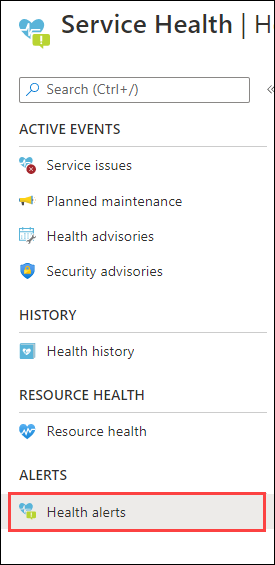 Service Health | H
Search (Ctrl+/)
«
ACTIVE EVENTS
Service issues
Planned maintenance
Health advisories
Security advisories
HISTORY
Health history
RESOURCE HEALTH
Resource health
ALERTS
Health alerts